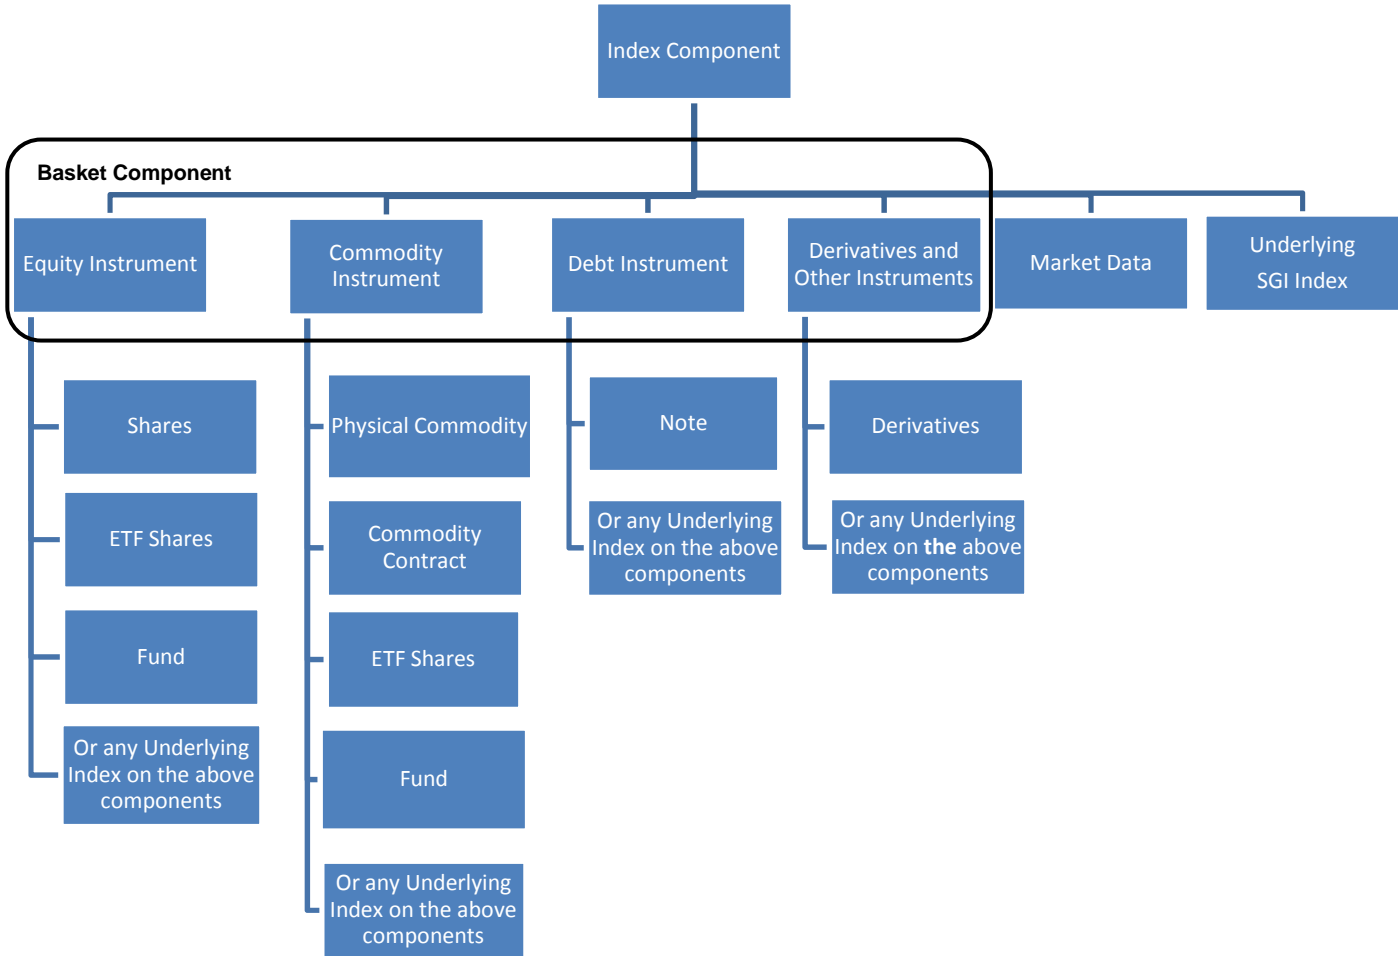 Index Component
Basket Component
Equity Instrument
Commodity
Instrument
Debt Instrument
Derivatives and
Other Instruments
Market Data
Underlying
SGI Index
Shares
ETF Shares
Fund
Or any Underlying
Index on the above
components
Physical Commodity
Commodity
Contract
ETF Shares
Fund
Or any Underlying
Index on the above
components
Note
Or any Underlying
Index on the above
components
Derivatives
Or any Underlying
Index on the above
components